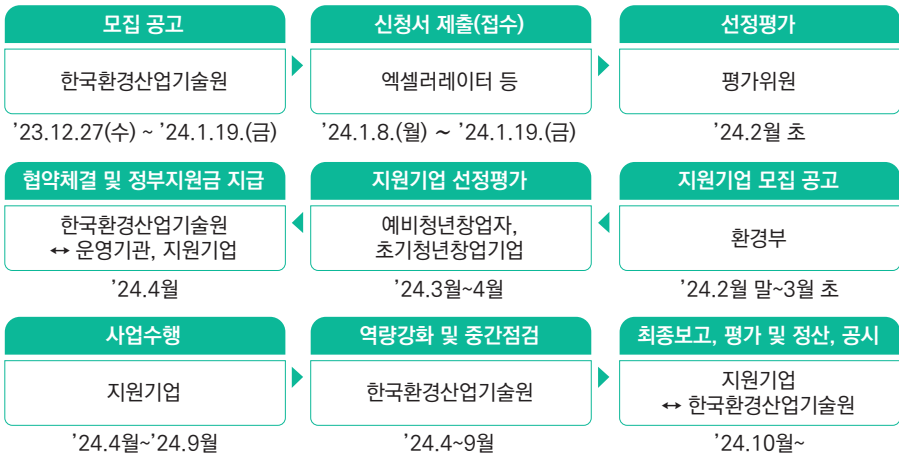 모집 공고
한국환경산업기술원
’23.12.27(수) ~ ’24.1.19.(금)
신청서 제출(접수)
엑셀러레이터 등
’24.1.8.(월) ~ ’24.1.19.(금)
선정평가
평가위원
’24.2월 초
지원기업 모집 공고
환경부
’24.2월 말~3월 초
지원기업 선정평가
예비청년창업자,
초기청년창업기업
’24.3월~4월
협약체결 및 정부지원금 지급
한국환경산업기술원
↔ 운영기관, 지원기업
’24.4월
사업수행
지원기업
’24.4월~’24.9월
역량강화 및 중간점검
한국환경산업기술원
’24.4~9월
최종보고, 평가 및 정산, 공시
지원기업
↔ 한국환경산업기술원
’24.10월~